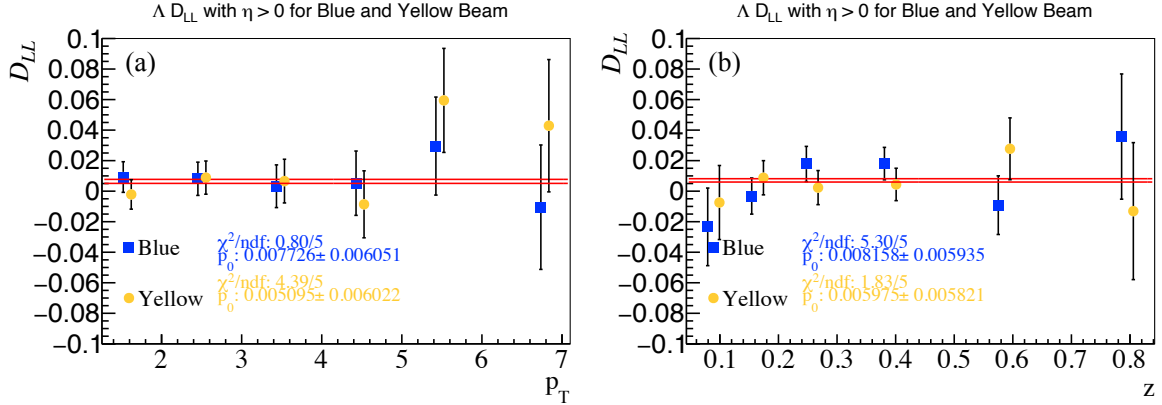 Λ D_LL with η > 0 for Blue and Yellow Beam
D_LL
(a)
0.1
0.08
0.06
0.04
0.02
0
−0.02
−0.04
−0.06
−0.08
−0.1
Blue
χ²/ndf: 0.80/5
p₀: 0.007726± 0.006051
Yellow
χ²/ndf: 4.39/5
p₀: 0.005095± 0.006022
2 3 4 5 6 7
p_T
Λ D_LL with η > 0 for Blue and Yellow Beam
D_LL
(b)
0.1
0.08
0.06
0.04
0.02
0
−0.02
−0.04
−0.06
−0.08
−0.1
Blue
χ²/ndf: 5.30/5
p₀: 0.008158± 0.005935
Yellow
χ²/ndf: 1.83/5
p₀: 0.005975± 0.005821
0.1 0.2 0.3 0.4 0.5 0.6 0.7 0.8
z